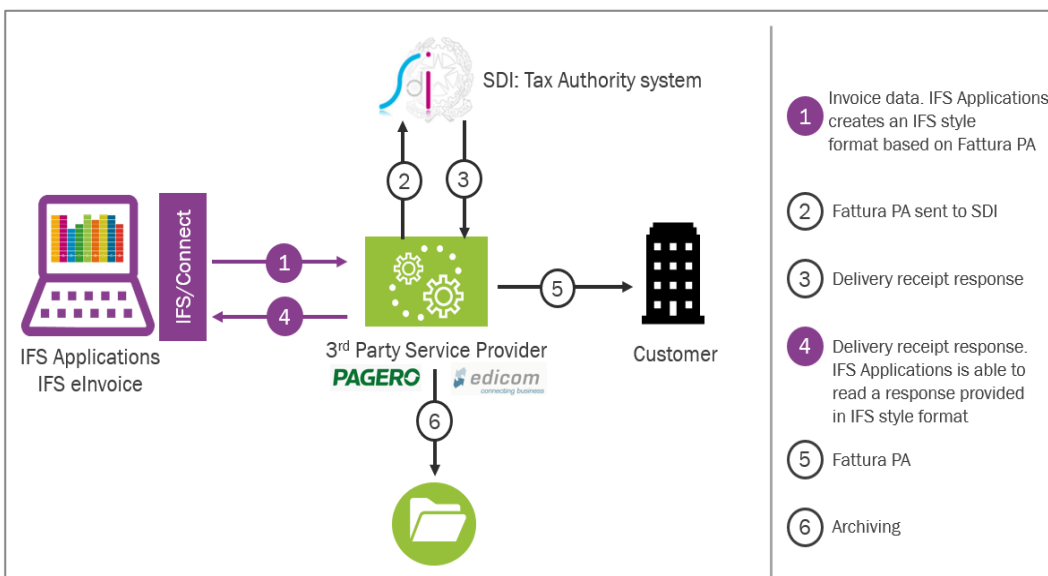 Sdi
SDI: Tax Authority system
2
3
IFS/Connect
1
4
5
IFS Applications
IFS eInvoice
3rd Party Service Provider
PAGERO
edicom
connecting business
Customer
6
1
Invoice data. IFS Applications
creates an IFS style
format based on Fattura PA
2
Fattura PA sent to SDI
3
Delivery receipt response
4
Delivery receipt response.
IFS Applications is able to
read a response provided
in IFS style format
5
Fattura PA
6
Archiving